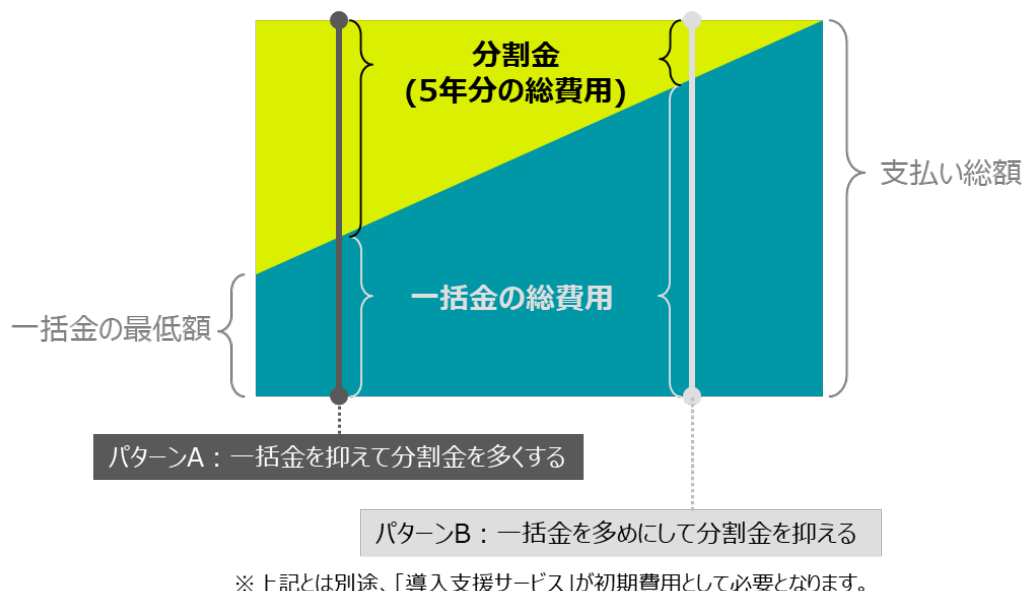 分割金
(5年分の総費用)
支払い総額
一括金の総費用
一括金の最低額
パターンA：一括金を抑えて分割金を多くする
パターンB：一括金を多めにして分割金を抑える
※上記とは別途、「導入支援サービス」が初期費用として必要となります。